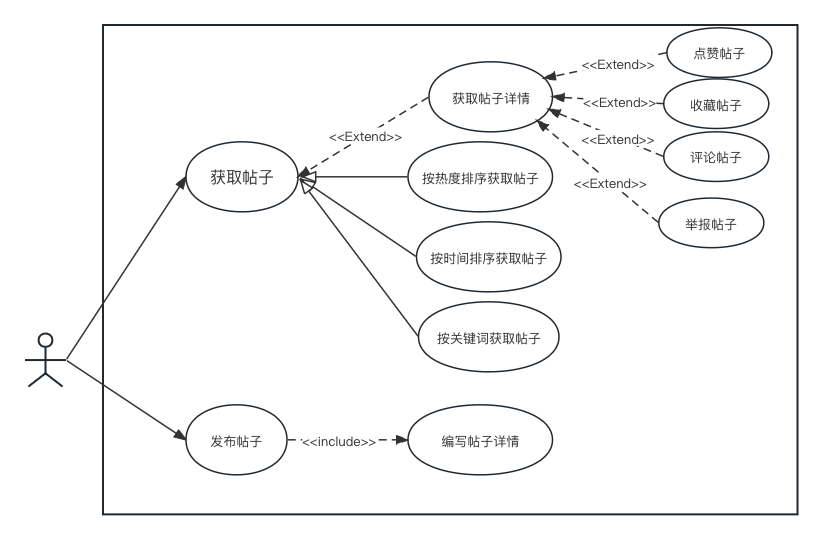 点赞帖子
<<Extend>>
获取帖子详情
<<Extend>>
收藏帖子
<<Extend>>
<<Extend>>
评论帖子
获取帖子
按热度排序获取帖子
<<Extend>>
举报帖子
按时间排序获取帖子
按关键词获取帖子
发布帖子
<<include>>
编写帖子详情